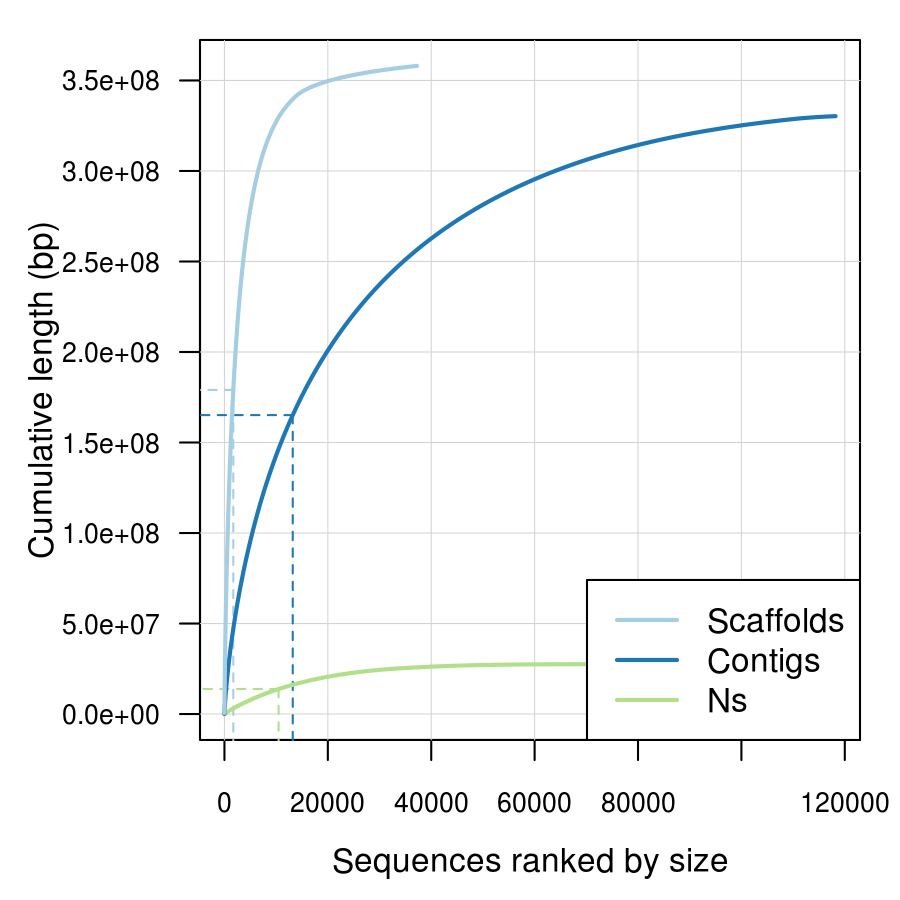 3.5e+08
3.0e+08
2.5e+08
2.0e+08
1.5e+08
1.0e+08
5.0e+07
0.0e+00
Cumulative length (bp)
Scaffolds
Contigs
Ns
0 20000 40000 60000 80000 120000
Sequences ranked by size